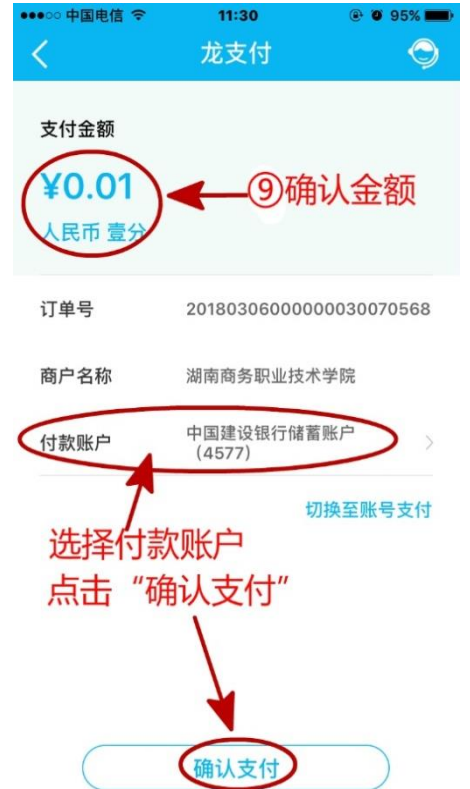 中国电信 11:30 95%
龙支付
支付金额
¥0.01
⑨确认金额
人民币 壹分
订单号 20180306000000030070568
商户名称 湖南商务职业技术学院
付款账户 中国建设银行储蓄账户
(4577)
切换至账号支付
选择付款账户
点击“确认支付”
确认支付